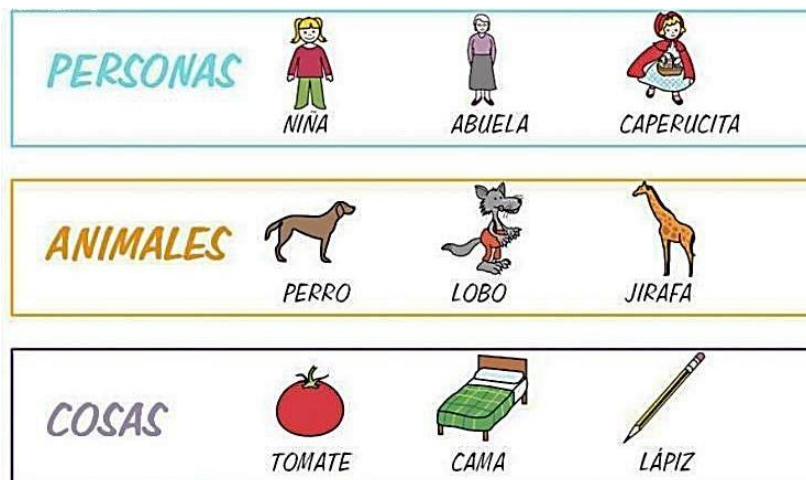 PERSONAS
NIÑA ABUELA CAPERUCITA
ANIMALES
PERRO LOBO JIRAFA
COSAS
TOMATE CAMA LÁPIZ